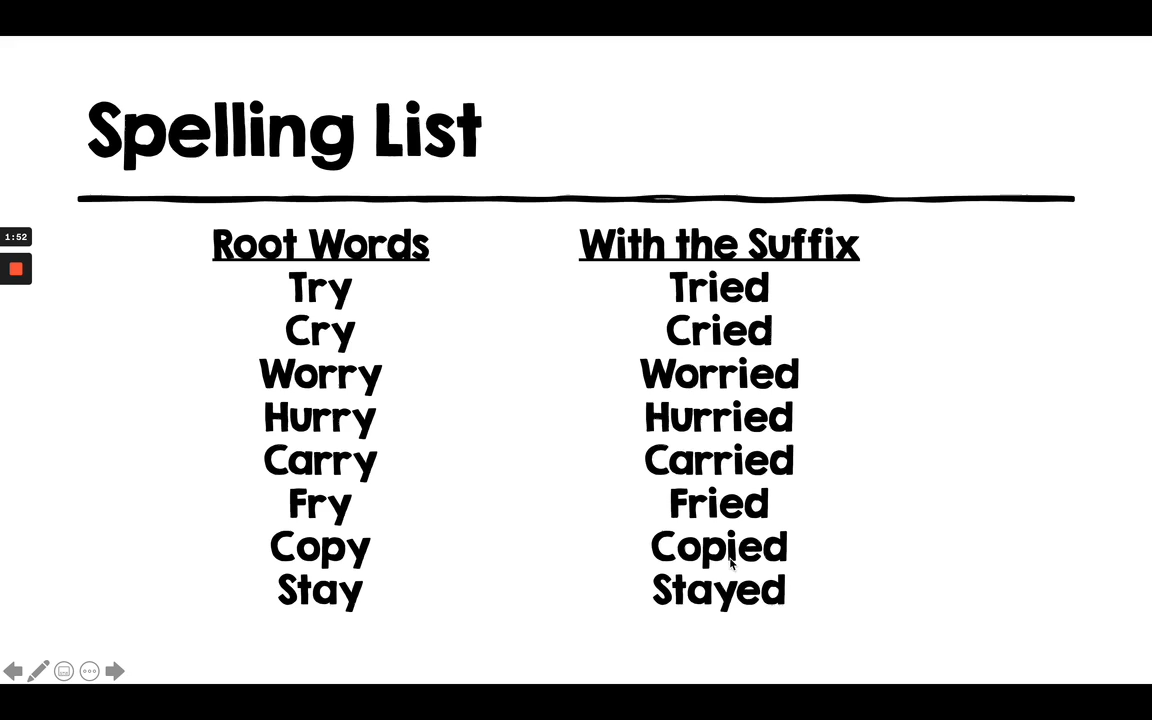 Spelling List
1:52
Root Words With the Suffix
Try Tried
Cry Cried
Worry Worried
Hurry Hurried
Carry Carried
Fry Fried
Copy Copied
Stay Stayed